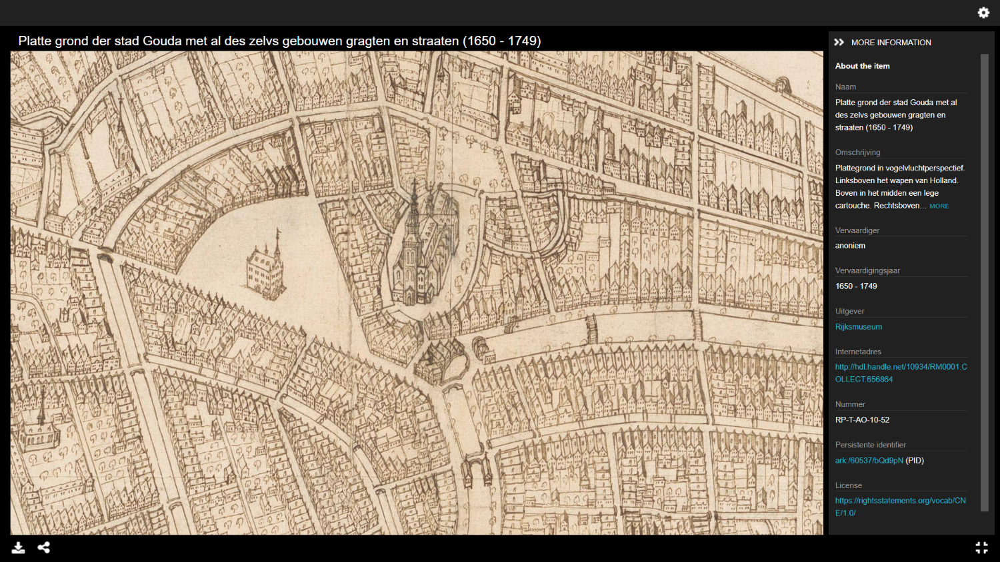 Platte grond der stad Gouda met al des zelvs gebouwen gragten en straaten (1650 - 1749)
MORE INFORMATION
About the item
Naam
Platte grond der stad Gouda met al
des zelvs gebouwen gragten en
straaten (1650 - 1749)
Omschrijving
Plattegrond in vogelvluchtperspectief.
Linksboven het wapen van Holland.
Boven in het midden een lege
cartouche. Rechtsboven... MORE
Vervaardiger
anoniem
Vervaardigingsjaar
1650 - 1749
Uitgever
Rijksmuseum
Internetadres
http://hdl.handle.net/10934/RM0001.C
OLLECT.656864
Nummer
RP-T-AO-10-52
Persistente identifier
ark:/60537/bQd9pN (PID)
License
https://rightsstatements.org/vocab/CN
E/1.0/